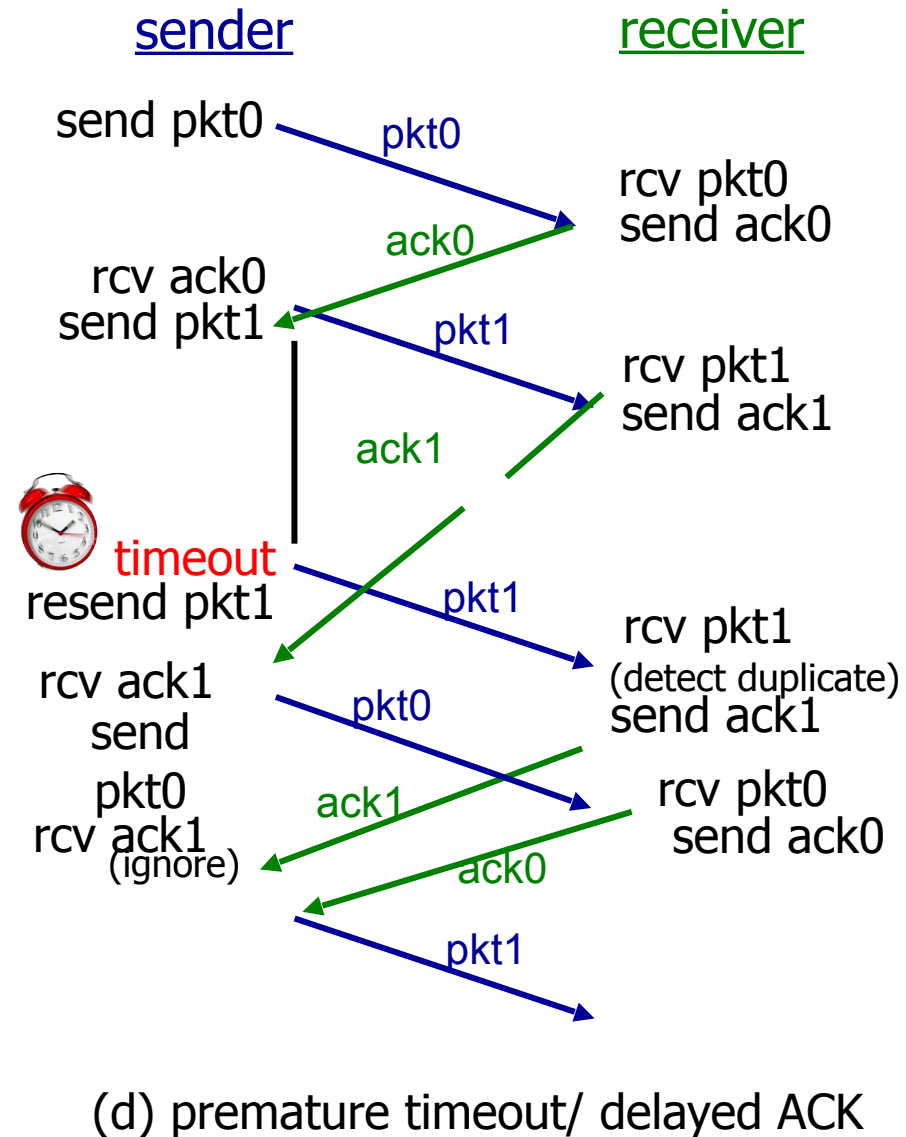 sender
receiver
send pkt0
pkt0
rcv pkt0
send ack0
ack0
rcv ack0
send pkt1
pkt1
rcv pkt1
send ack1
ack1
timeout
resend pkt1
pkt1
rcv pkt1
(detect duplicate)
send ack1
rcv ack1
send
pkt0
pkt0
rcv pkt0
send ack0
ack1
rcv ack1
(ignore)
ack0
pkt1
(d) premature timeout/ delayed ACK